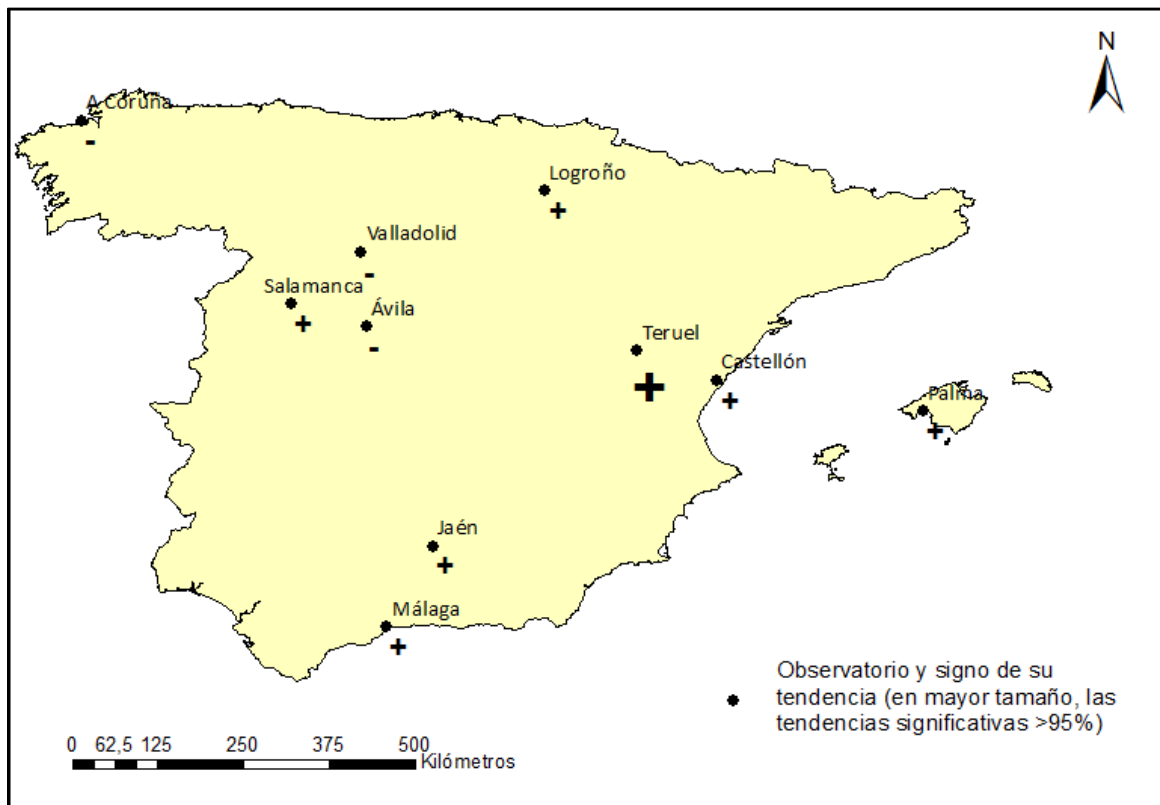 N
A Coruña
-
Logroño
+
Valladolid
-
Salamanca
+
Ávila
-
Teruel
+
Castellón
+
Palma
+
Jaén
+
Málaga
+
Observatorio y signo de su
tendencia (en mayor tamaño, las
tendencias significativas >95%)
0 62,5 125 250 375 500
Kilómetros